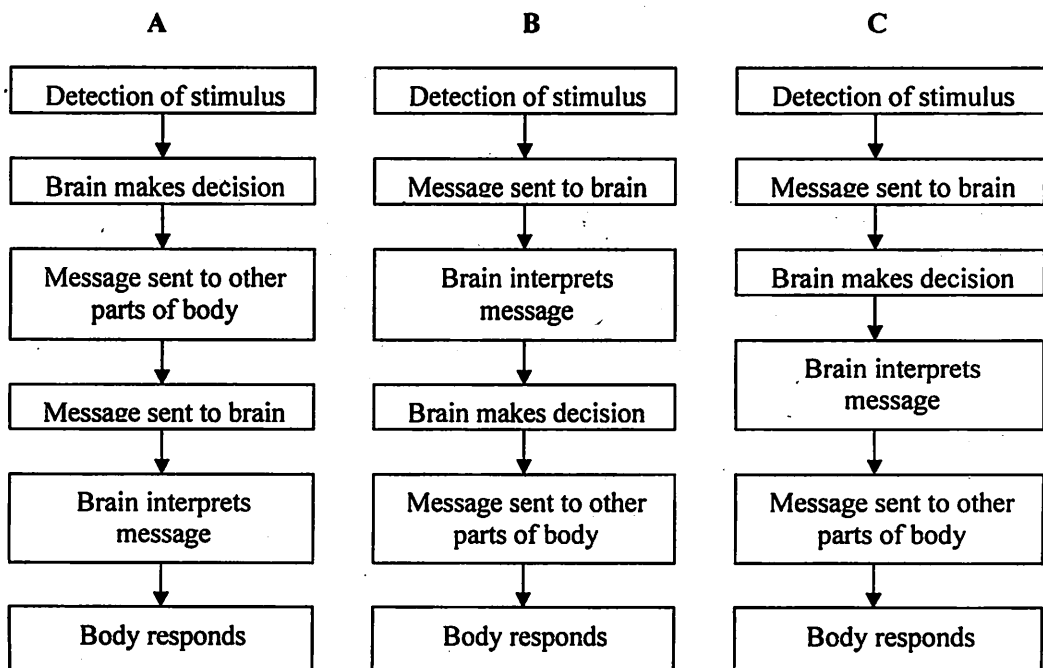 A
Detection of stimulus
Brain makes decision
Message sent to other
parts of body
Message sent to brain
Brain interprets
message
Body responds
B
Detection of stimulus
Message sent to brain
Brain interprets
message
Brain makes decision
Message sent to other
parts of body
Body responds
C
Detection of stimulus
Message sent to brain
Brain makes decision
Brain interprets
message
Message sent to other
parts of body
Body responds